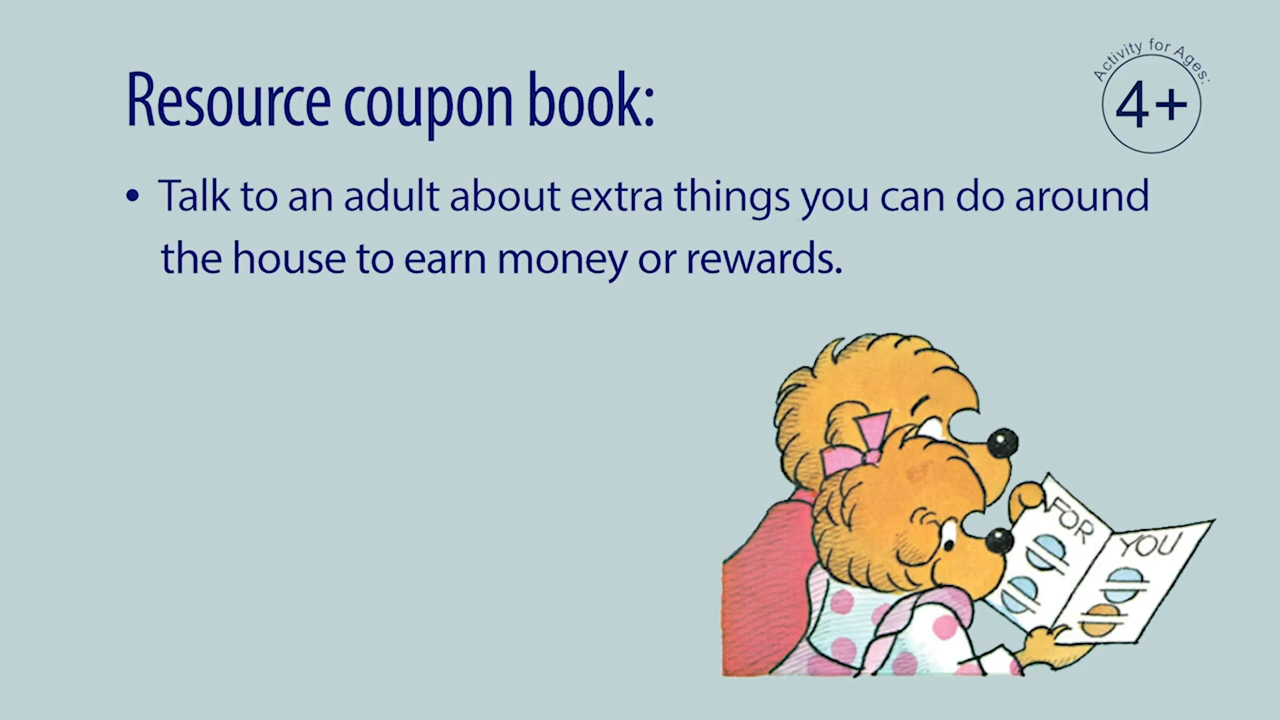 Activity for Ages:
4+
Resource coupon book:
• Talk to an adult about extra things you can do around
the house to earn money or rewards.
FOR
YOU